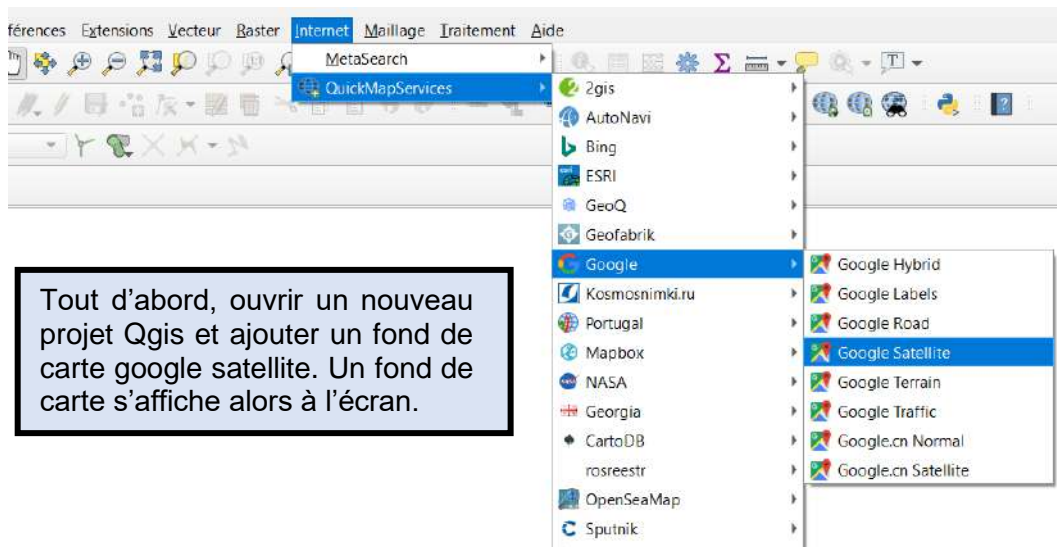 fférences Extensions Vecteur Raster Internet Maillage Traitement Aide
MetaSearch
QuickMapServices
2gis
AutoNavi
Bing
ESRI
GeoQ
Geofabrik
Google
Kosmosnimki.ru
Portugal
Mapbox
NASA
Georgia
CartoDB
rosreestr
OpenSeaMap
Sputnik
Google Hybrid
Google Labels
Google Road
Google Satellite
Google Terrain
Google Traffic
Google.cn Normal
Google.cn Satellite
Tout d’abord, ouvrir un nouveau
projet Qgis et ajouter un fond de
carte google satellite. Un fond de
carte s’affiche alors à l’écran.